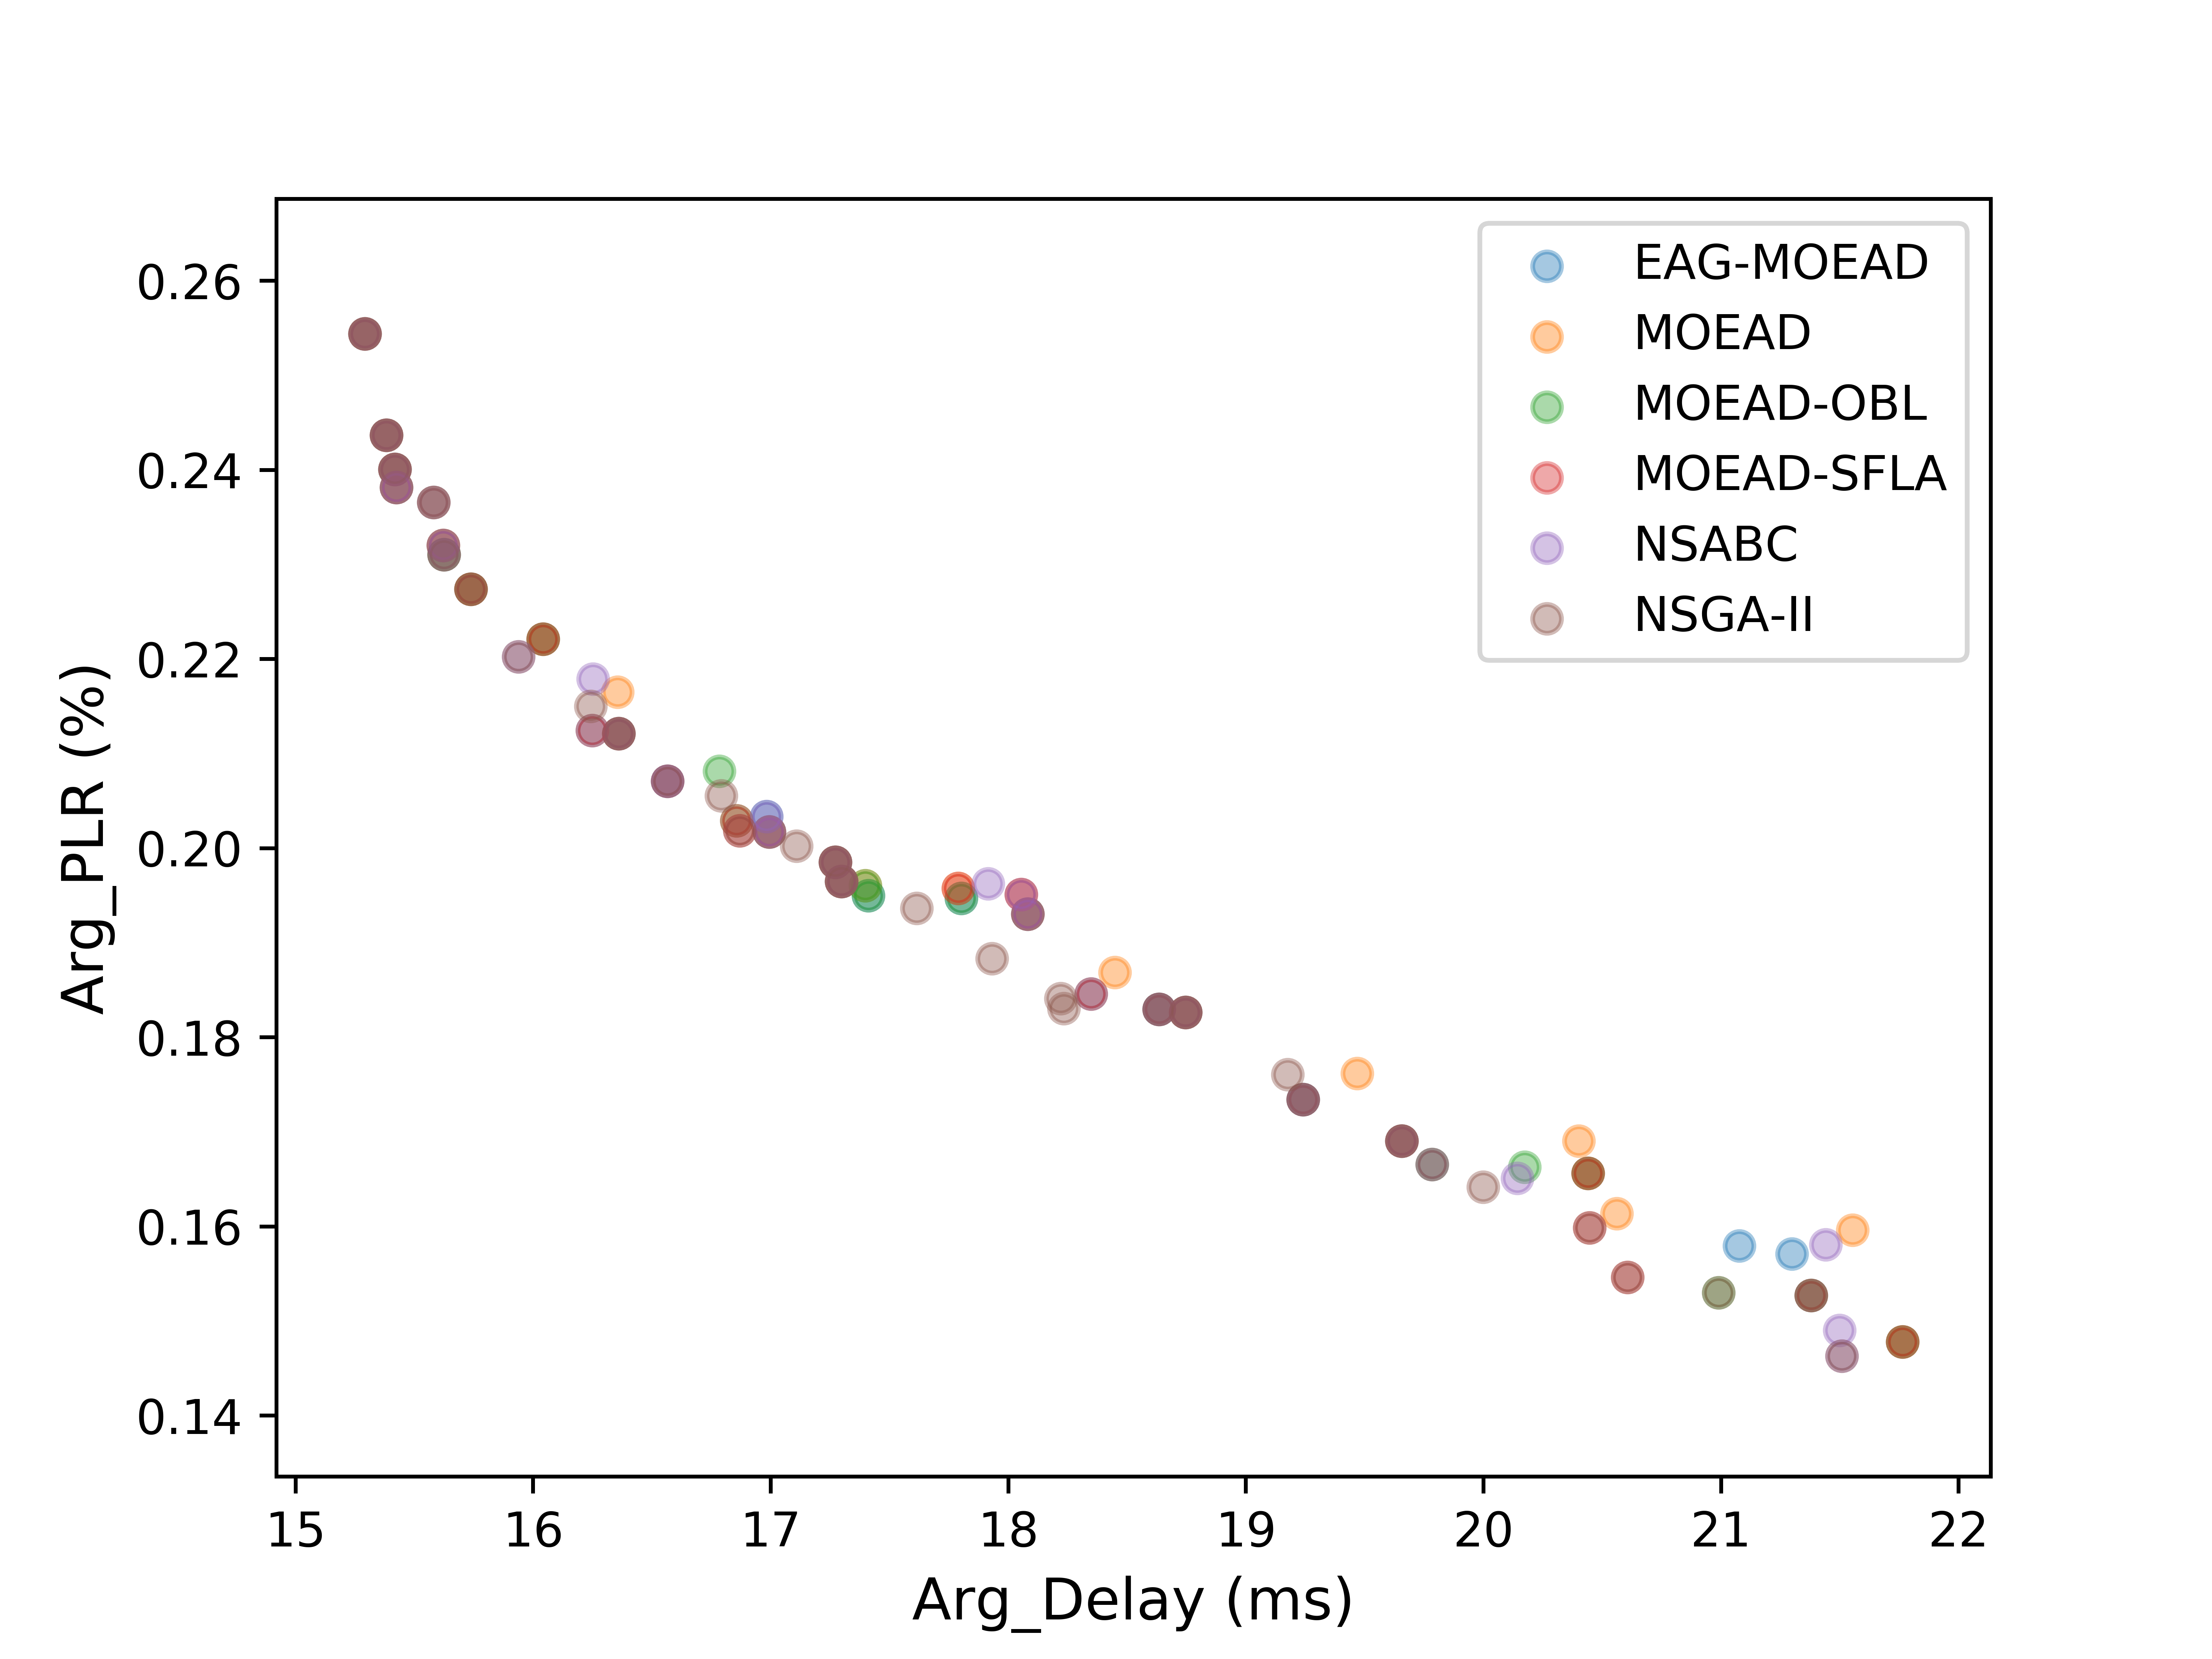 EAG-MOEAD
MOEAD
MOEAD-OBL
MOEAD-SFLA
NSABC
NSGA-II
0.26
0.24
0.22
0.20
0.18
0.16
0.14
Arg_PLR (%)
15 16 17 18 19 20 21 22
Arg_Delay (ms)